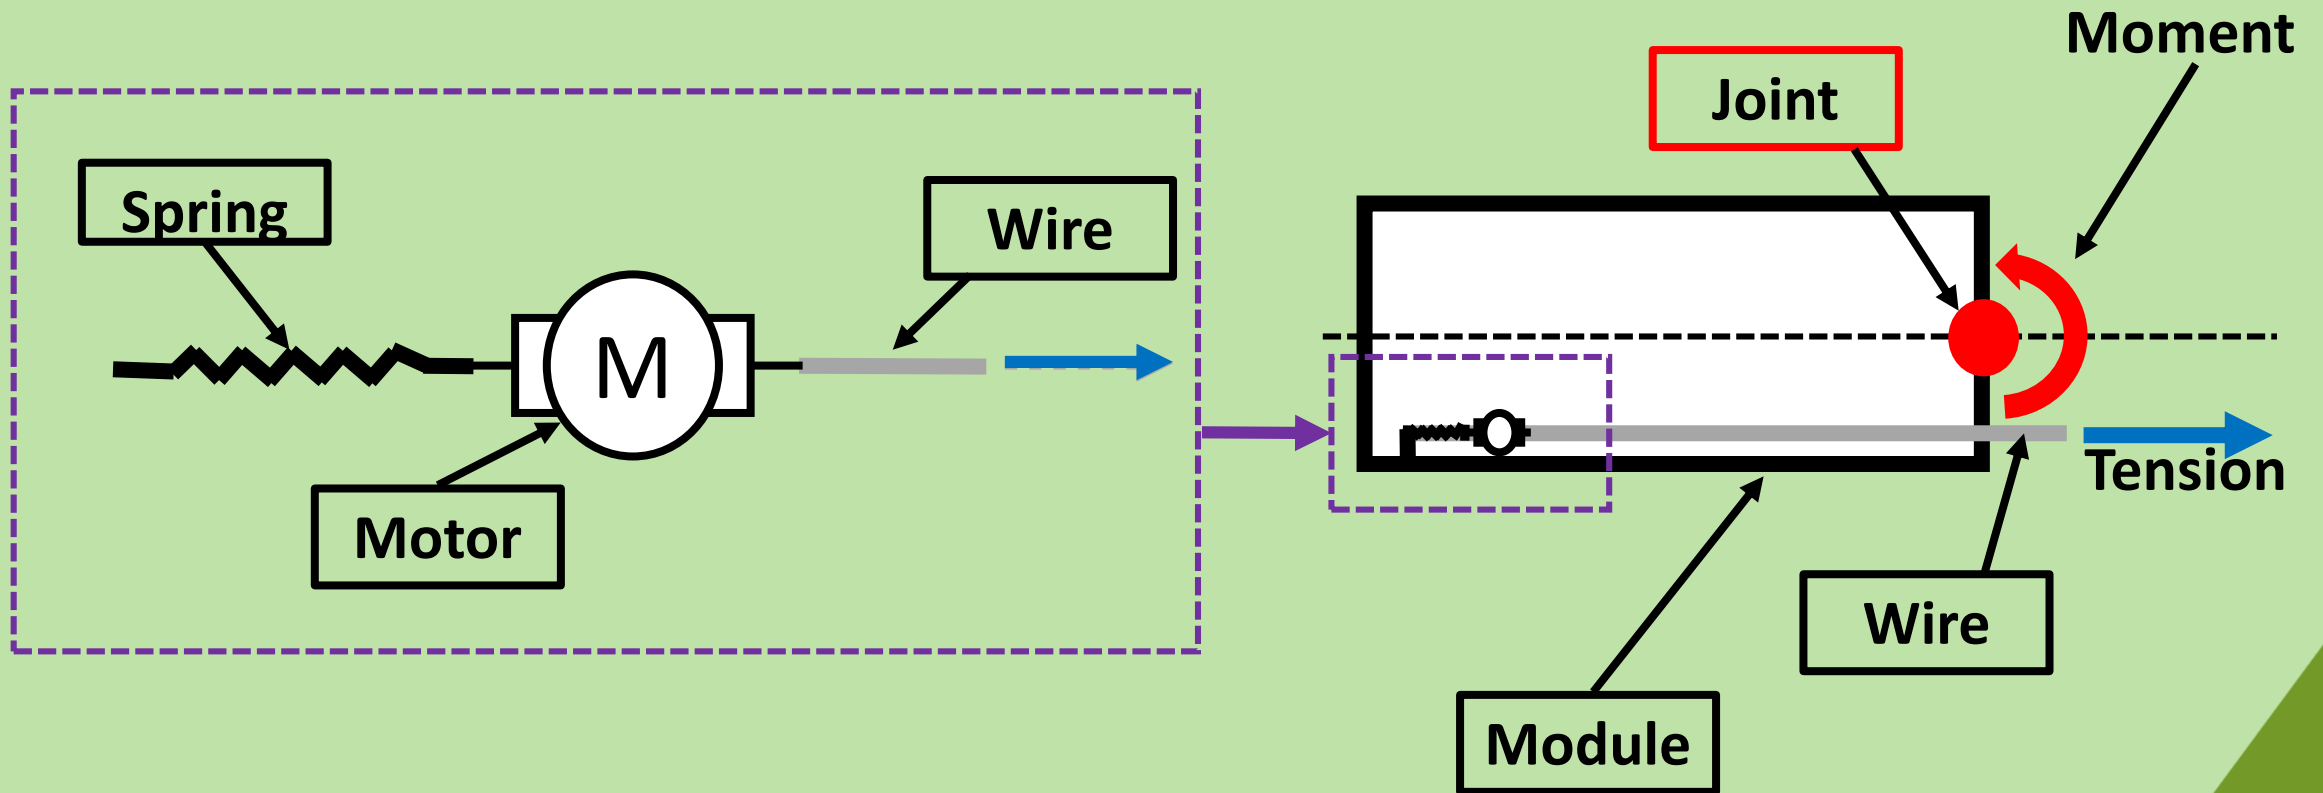 Moment
Joint
Spring
Wire
M
Motor
Tension
Wire
Module